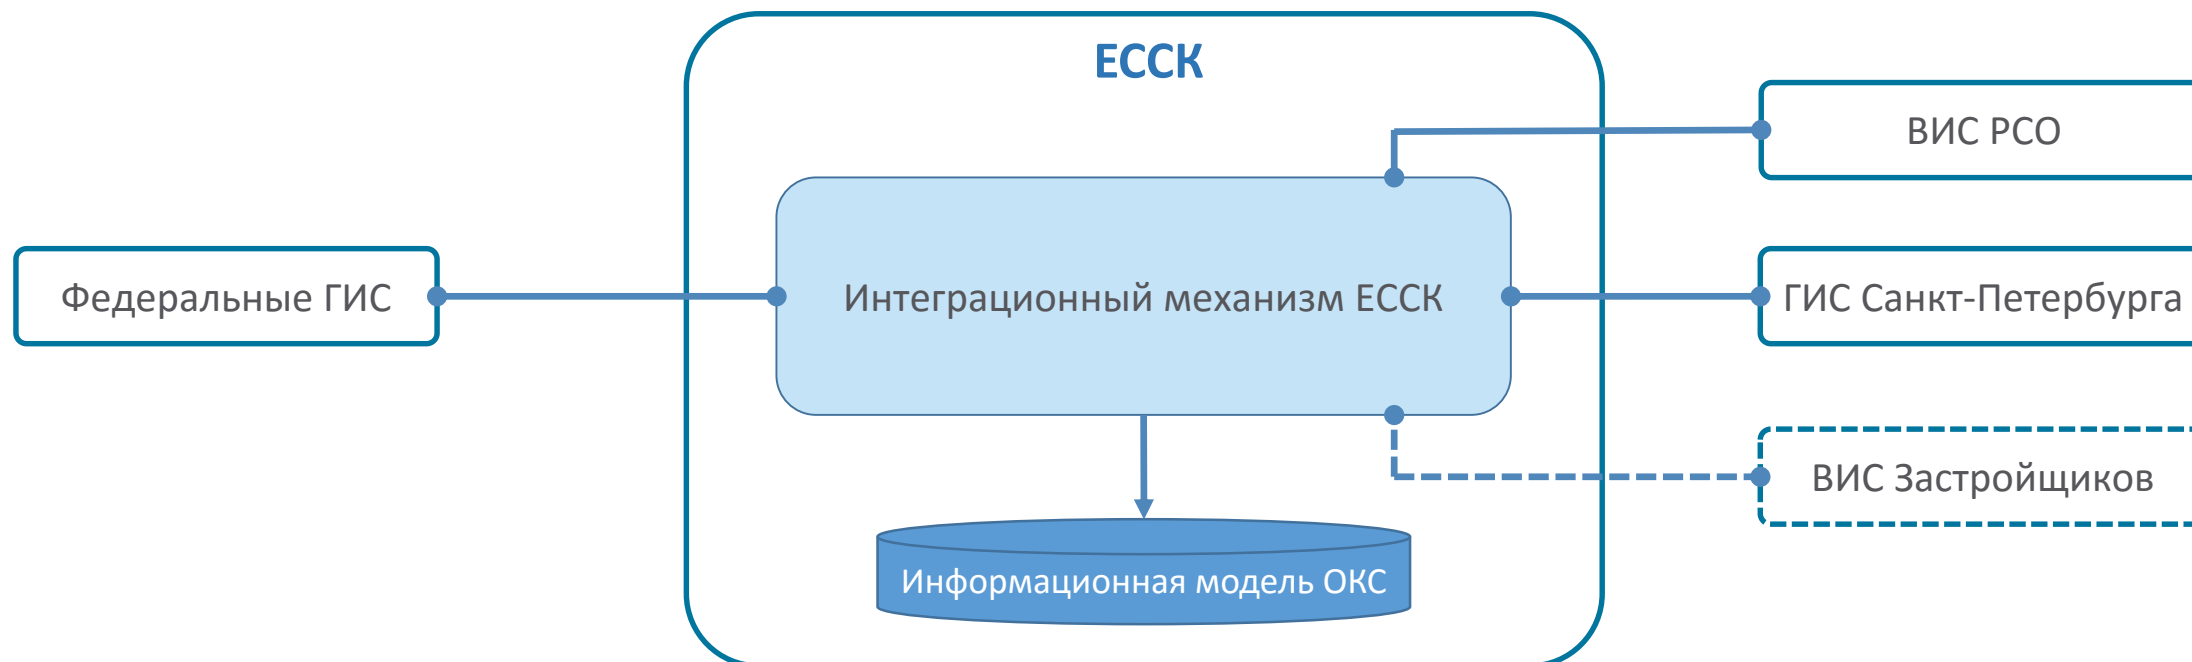 ЕССК
ВИС РСО
Федеральные ГИС
Интеграционный механизм ЕССК
ГИС Санкт-Петербурга
ВИС Застройщиков
Информационная модель ОКС